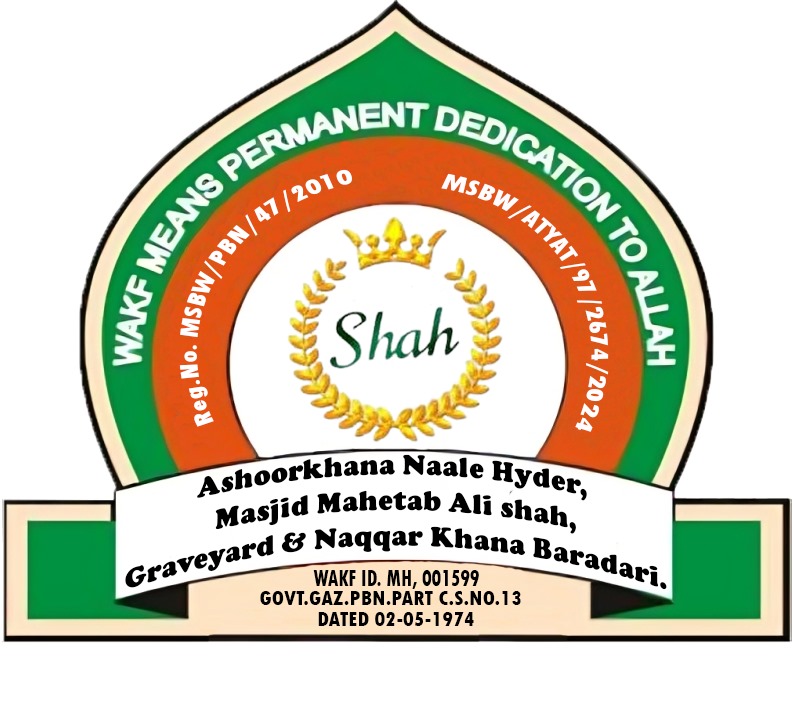 WAKF MEANS PERMANENT DEDICATION TO ALLAH
Reg.No. MSBW/PBN/47/2010
MSBW/ATYAT/97/2674/2024
Shah
Ashoorkhana Naale Hyder,
Masjid Mahetab Ali shah,
Graveyard & Naqqar Khana Baradari.
WAKF ID. MH, 001599
GOVT.GAZ.PBN.PART C.S.NO.13
DATED 02-05-1974